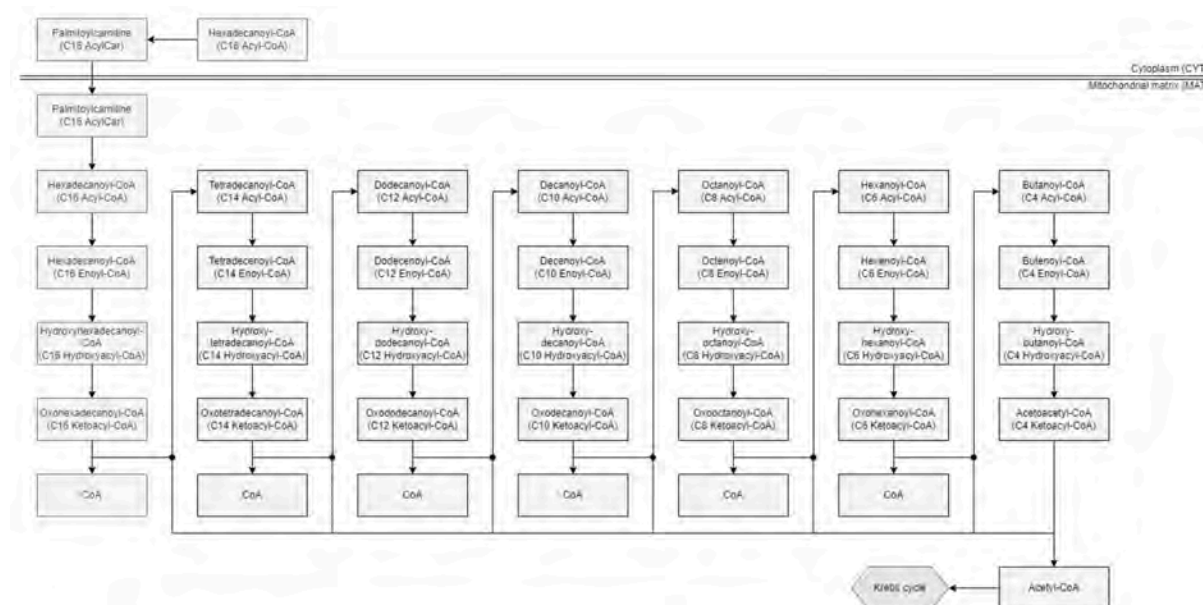 Palmitoylcarnitine
(C16 AcylCar)
Hexadecanoyl-CoA
(C16 Acyl-CoA)
Cytoplasm (CYT
Mitochondrial matrix (MAT
Palmitoylcarnitine
(C16 AcylCar)
Hexadecanoyl-CoA
(C16 Acyl-CoA)
Tetradecanoyl-CoA
(C14 Acyl-CoA)
Dodecanoyl-CoA
(C12 Acyl-CoA)
Decanoyl-CoA
(C10 Acyl-CoA)
Octanoyl-CoA
(C8 Acyl-CoA)
Hexanoyl-CoA
(C6 Acyl-CoA)
Butanoyl-CoA
(C4 Acyl-CoA)
Hexadecenoyl-CoA
(C16 Enoyl-CoA)
Tetradecenoyl-CoA
(C14 Enoyl-CoA)
Dodecenoyl-CoA
(C12 Enoyl-CoA)
Decenoyl-CoA
(C10 Enoyl-CoA)
Octenoyl-CoA
(C8 Enoyl-CoA)
Hexenoyl-CoA
(C6 Enoyl-CoA)
Butenoyl-CoA
(C4 Enoyl-CoA)
Hydroxyhexadecanoyl-
CoA
(C16 Hydroxyacyl-CoA)
Hydroxy-
tetradecanoyl-CoA
(C14 Hydroxyacyl-CoA)
Hydroxy-
dodecanoyl-CoA
(C12 Hydroxyacyl-CoA)
Hydroxy-
decanoyl-CoA
(C10 Hydroxyacyl-CoA)
Hydroxy-
octanoyl-CoA
(C8 Hydroxyacyl-CoA)
Hydroxy-
hexanoyl-CoA
(C6 Hydroxyacyl-CoA)
Hydroxy-
butanoyl-CoA
(C4 Hydroxyacyl-CoA)
Oxohexadecanoyl-CoA
(C16 Ketoacyl-CoA)
Oxotetradecanoyl-CoA
(C14 Ketoacyl-CoA)
Oxododecanoyl-CoA
(C12 Ketoacyl-CoA)
Oxodecanoyl-CoA
(C10 Ketoacyl-CoA)
Oxooctanoyl-CoA
(C8 Ketoacyl-CoA)
Oxohexanoyl-CoA
(C6 Ketoacyl-CoA)
Acetoacetyl-CoA
(C4 Ketoacyl-CoA)
CoA
CoA
CoA
CoA
CoA
CoA
Krebs cycle
Acetyl-CoA